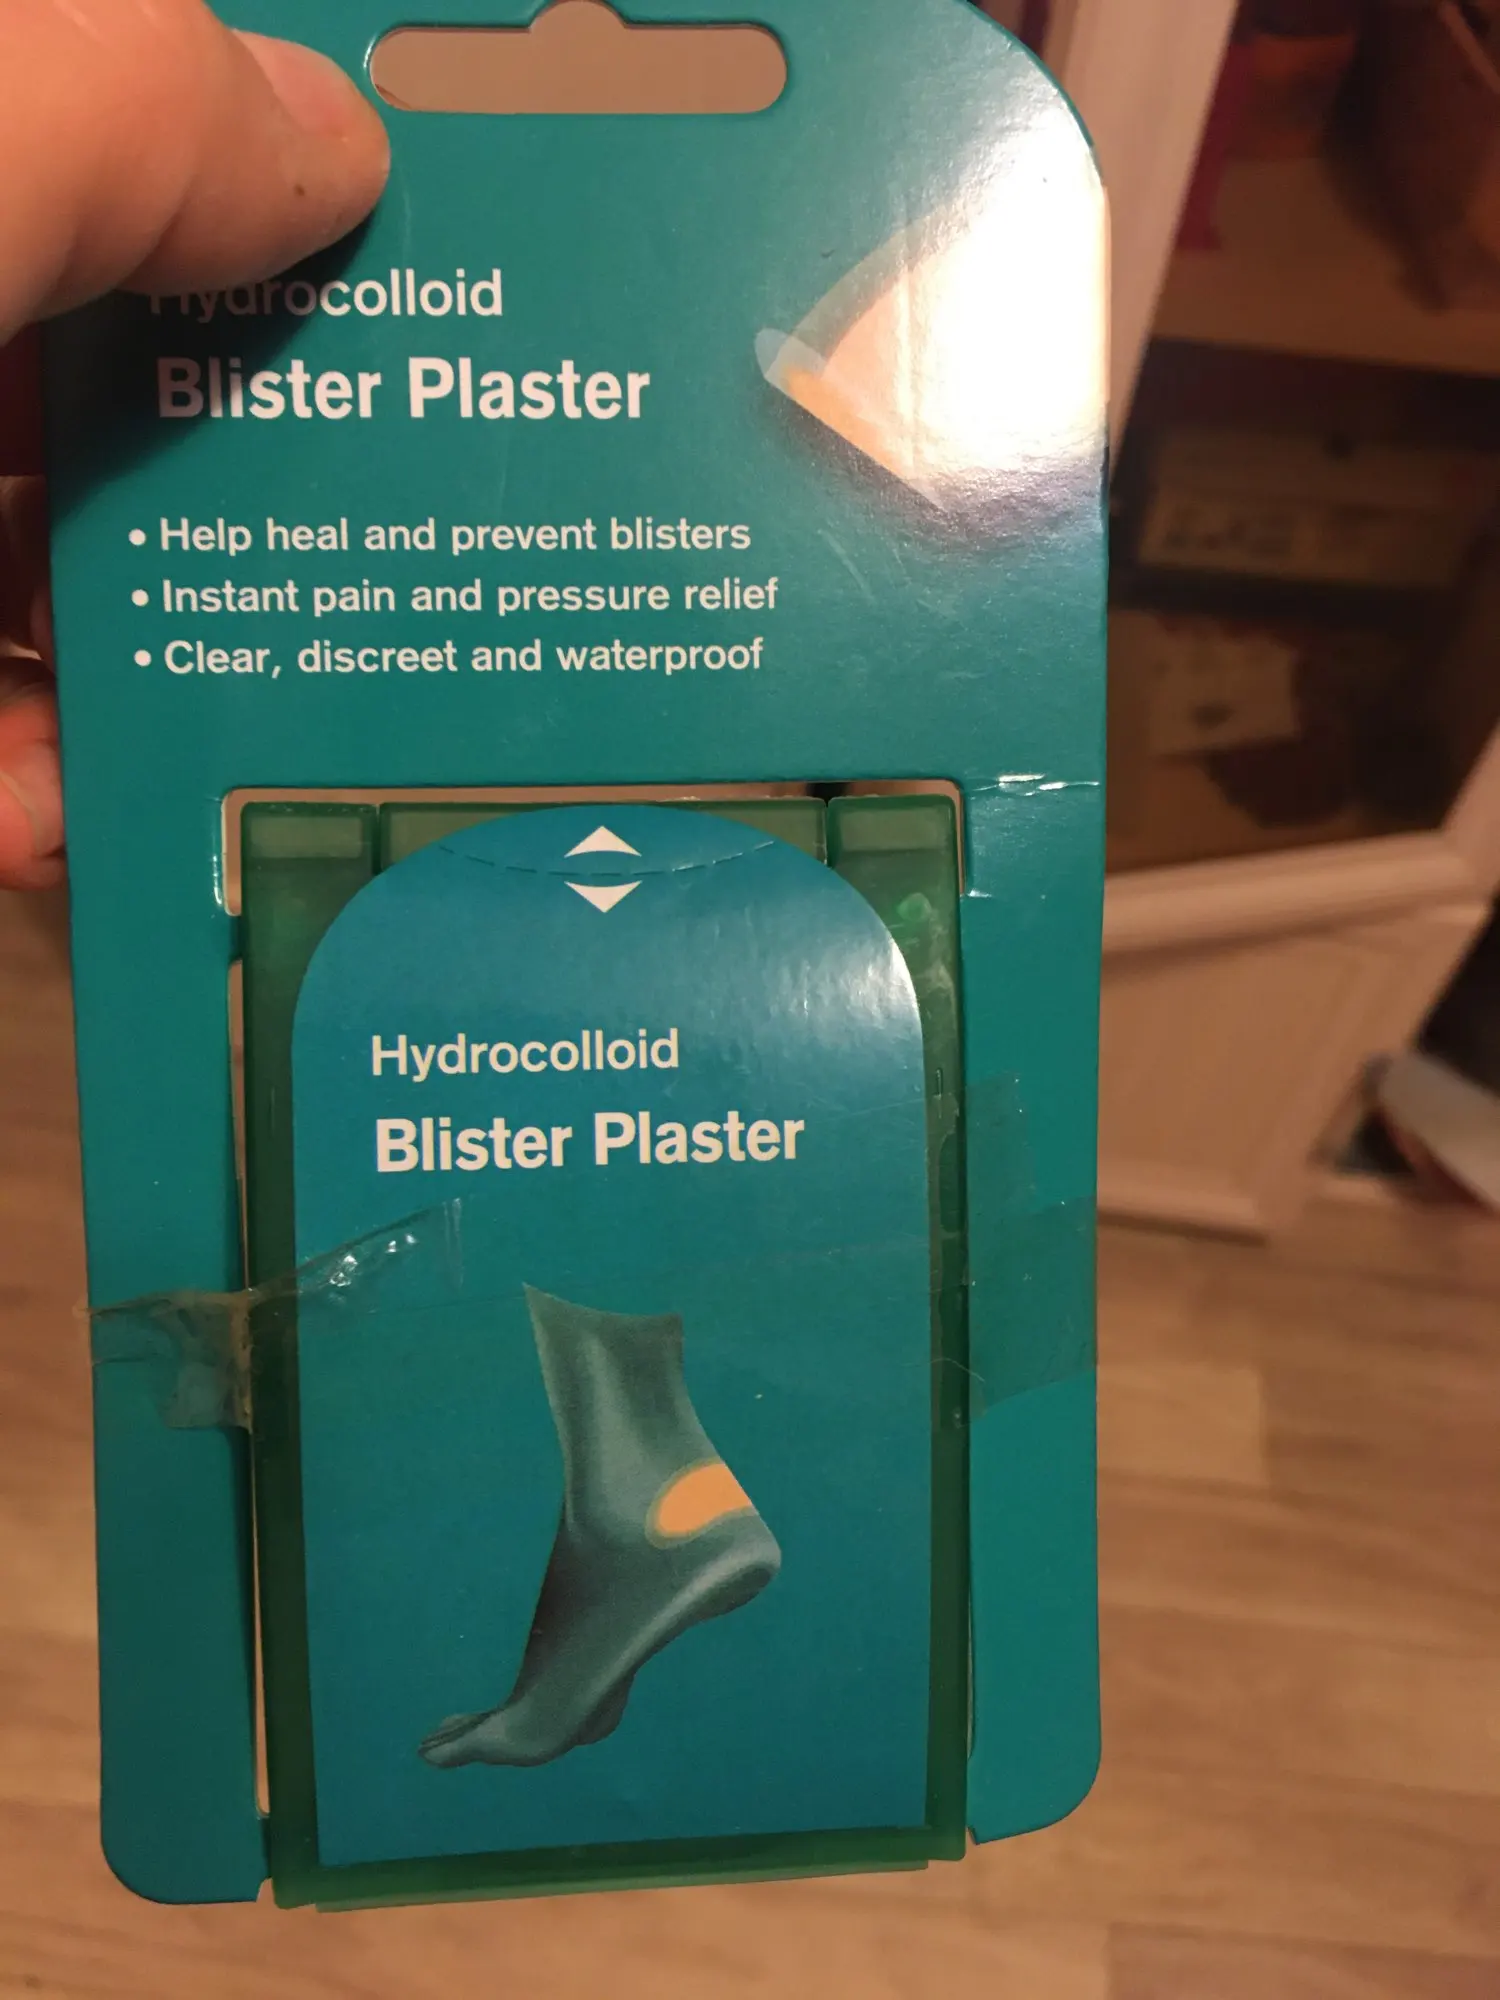 Hydrocolloid
Blister Plaster
• Help heal and prevent blisters
• Instant pain and pressure relief
• Clear, discreet and waterproof
Hydrocolloid
Blister Plaster